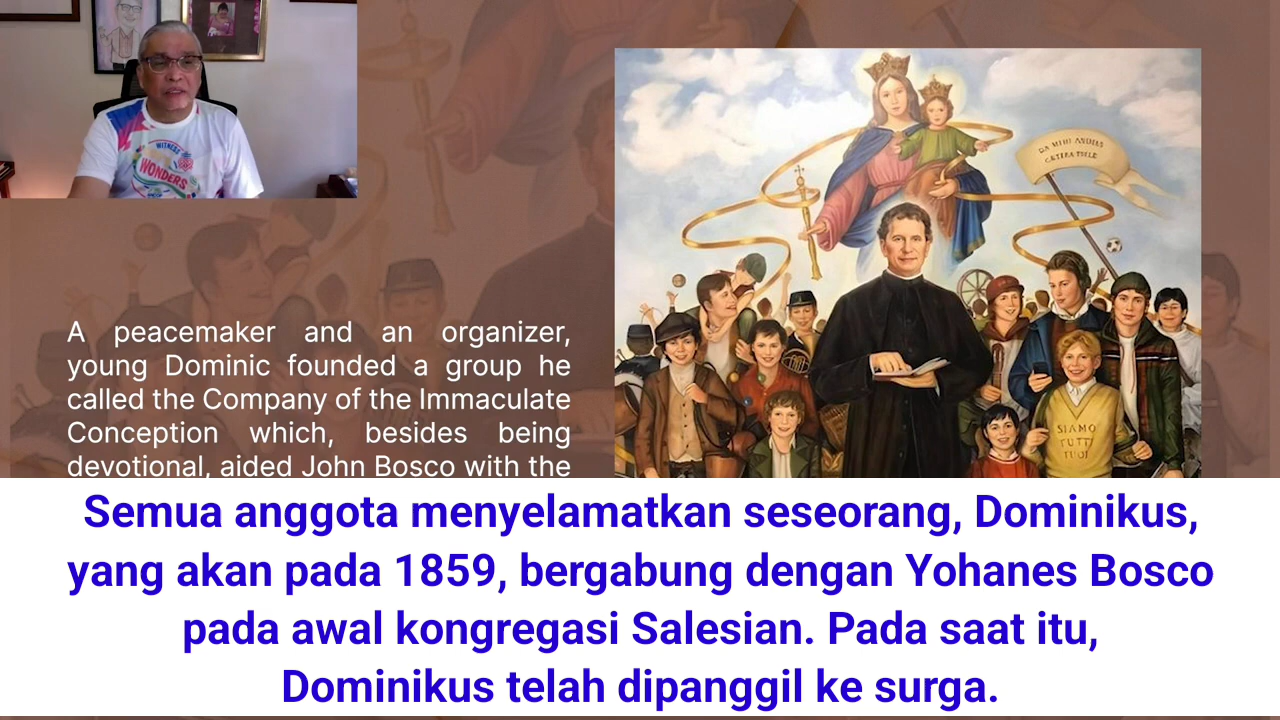 WITNESS
WONDERS
DA MIHI ANIMAS
CÆTERA TOLLE
A peacemaker and an organizer,
young Dominic founded a group he
called the Company of the Immaculate
Conception which, besides being
devotional, aided John Bosco with the
SIAMO
TUTTI
TUOI
Semua anggota menyelamatkan seseorang, Dominikus,
yang akan pada 1859, bergabung dengan Yohanes Bosco
pada awal kongregasi Salesian. Pada saat itu,
Dominikus telah dipanggil ke surga.